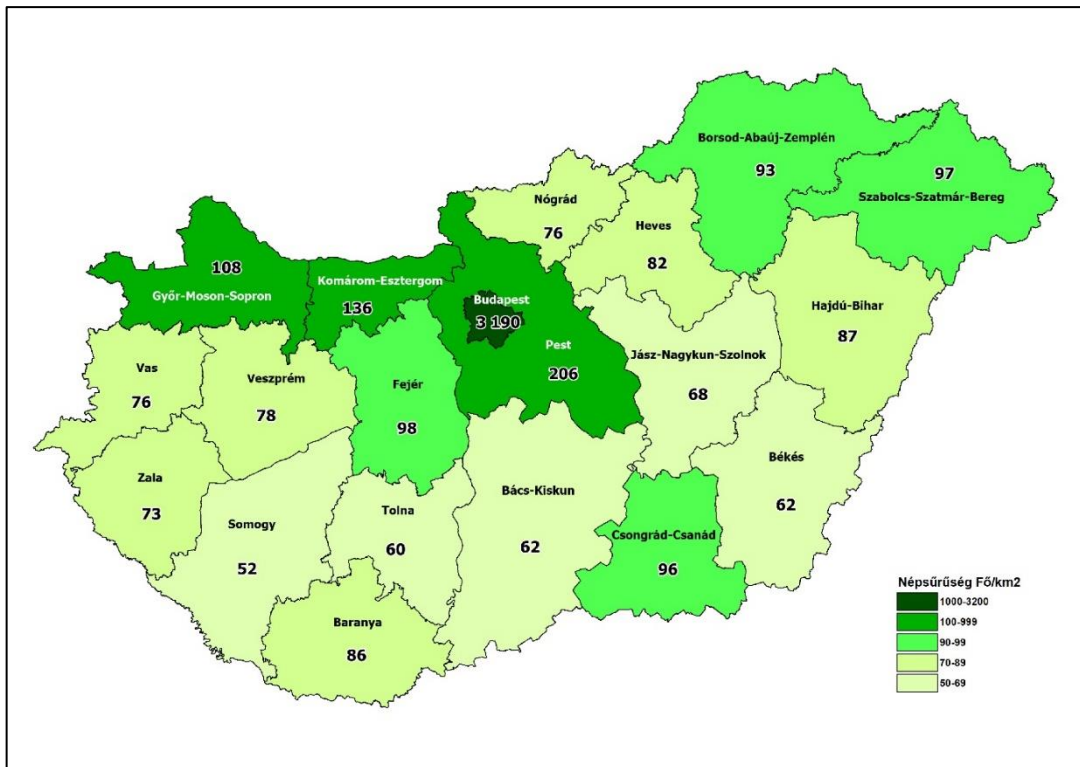 Borsod-Abaúj-Zemplén
93
97
Szabolcs-Szatmár-Bereg
Nógrád
76
Heves
82
108
Győr-Moson-Sopron
Komárom-Esztergom
136
Budapest
3 190
Pest
206
Hajdú-Bihar
87
Jász-Nagykun-Szolnok
68
Vas
76
Veszprém
78
Fejér
98
Zala
73
Somogy
52
Tolna
60
Bács-Kiskun
62
Békés
62
Csongrád-Csanád
96
Baranya
86
Népsűrűség Fő/km2
1000-3200
100-999
90-99
70-89
50-69